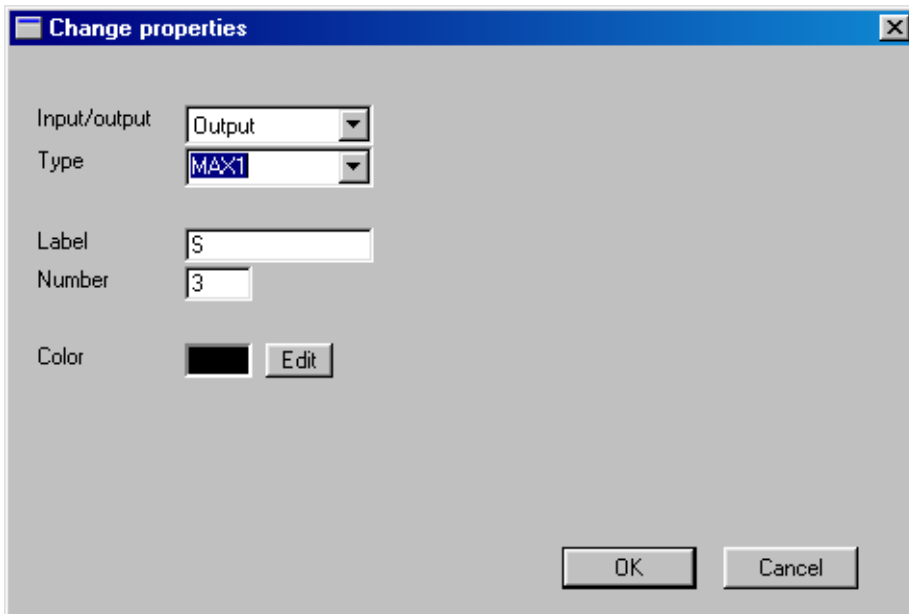 Change properties
Input/output Output
Type MAX1
Label S
Number 3
Color Edit
OK Cancel